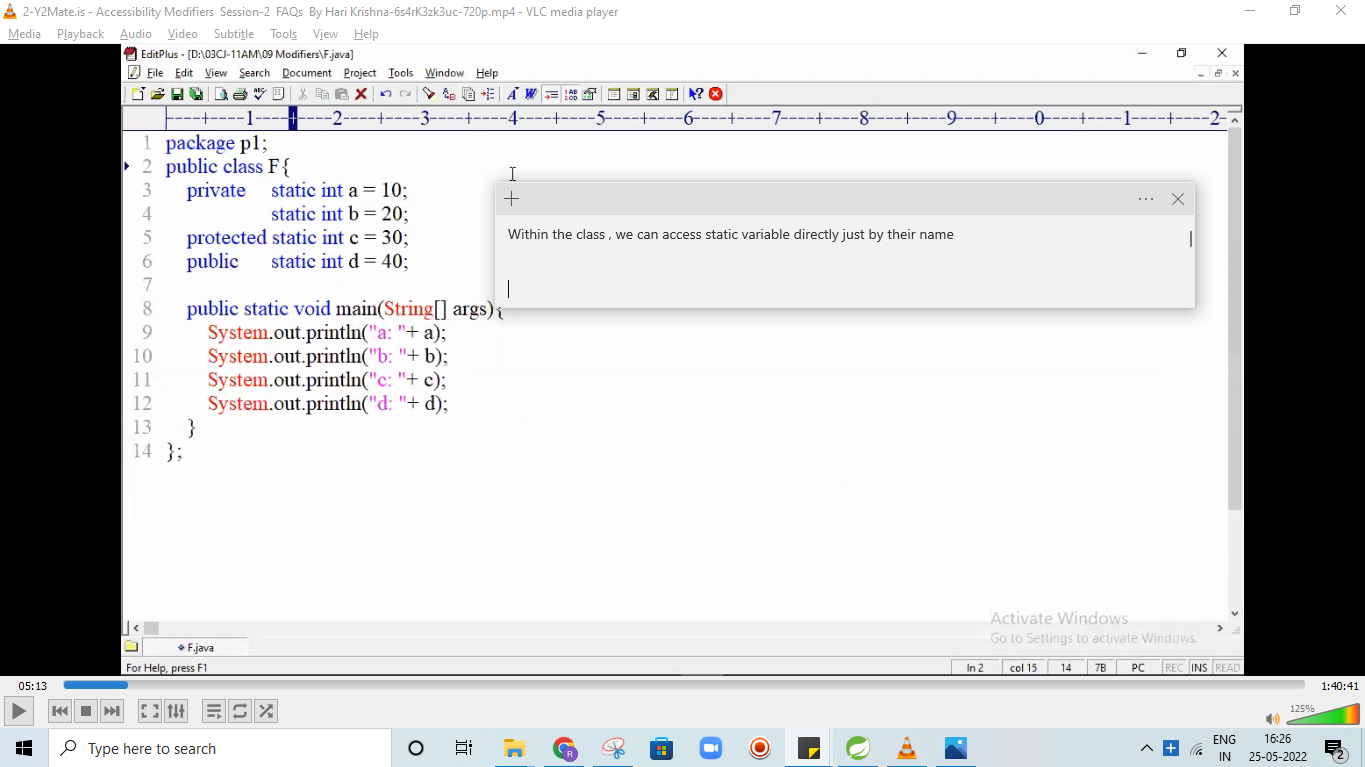 2-Y2Mate.is - Accessibility Modifiers Session-2 FAQs By Hari Krishna-6s4rK3zk3uc-720p.mp4 - VLC media player
Media Playback Audio Video Subtitle Tools View Help
EditPlus - [D:\03CJ-11AM\09 Modifiers\F.java]
File Edit View Search Document Project Tools Window Help
----+----1----+----2----+----3----+----4----+----5----+----6----+----7----+----8----+----9----+----0----+----1----+----2-
1 package p1;
2 public class F{
3 private static int a = 10;
4 static int b = 20;
5 protected static int c = 30;
6 public static int d = 40;
7
8 public static void main(String[] args){
9 System.out.println("a: "+ a);
10 System.out.println("b: "+ b);
11 System.out.println("c: "+ c);
12 System.out.println("d: "+ d);
13 }
14 };
Within the class , we can access static variable directly just by their name
Activate Windows
Go to Settings to activate Windows.
F.java
For Help, press F1 ln 2 col 15 14 7B PC REC INS READ
05:13 1:40:41
125%
Type here to search
ENG
IN
16:26
25-05-2022
2